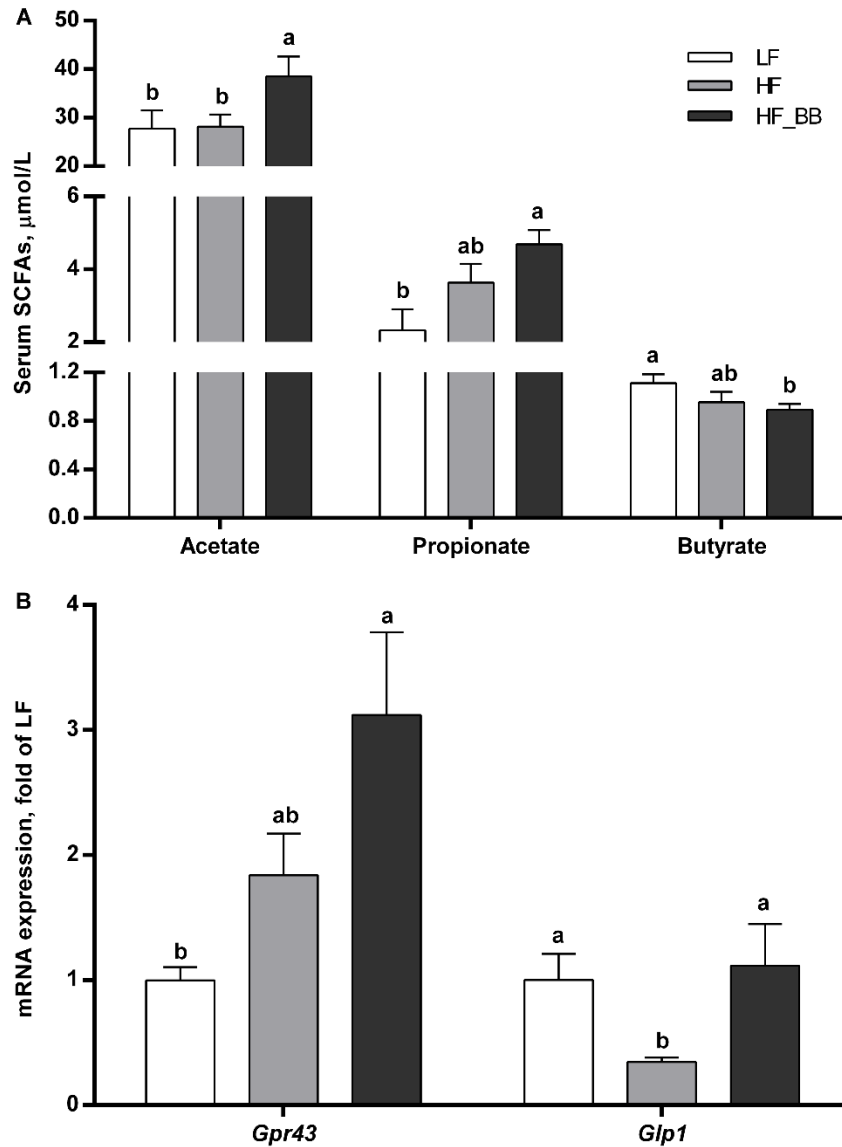 A
Serum SCFAs, μmol/L
50
40
30
20
6
4
2
1.2
0.8
0.4
0.0
b b a
b ab a
a ab b
LF
HF
HF_BB
Acetate Propionate Butyrate
B
mRNA expression, fold of LF
4
3
2
1
0
b ab a
a b a
Gpr43 Glp1